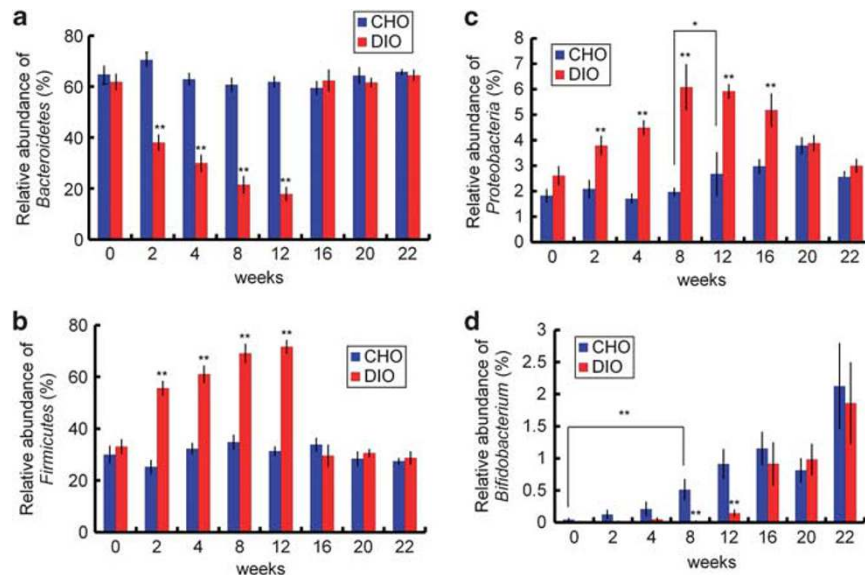 a
CHO
DIO
Relative abundance of
Bacteroidetes (%)
80
60
40
20
0
** ** ** **
0 2 4 8 12 16 20 22
weeks
b
CHO
DIO
Relative abundance of
Firmicutes (%)
80
60
40
20
0
** ** ** **
0 2 4 8 12 16 20 22
weeks
c
CHO
DIO
Relative abundance of
Proteobacteria (%)
8
7
6
5
4
3
2
1
0
*
** ** ** ** **
0 2 4 8 12 16 20 22
weeks
d
CHO
DIO
Relative abundance of
Bifidobacterium (%)
3
2.5
2
1.5
1
0.5
0
**
** **
0 2 4 8 12 16 20 22
weeks